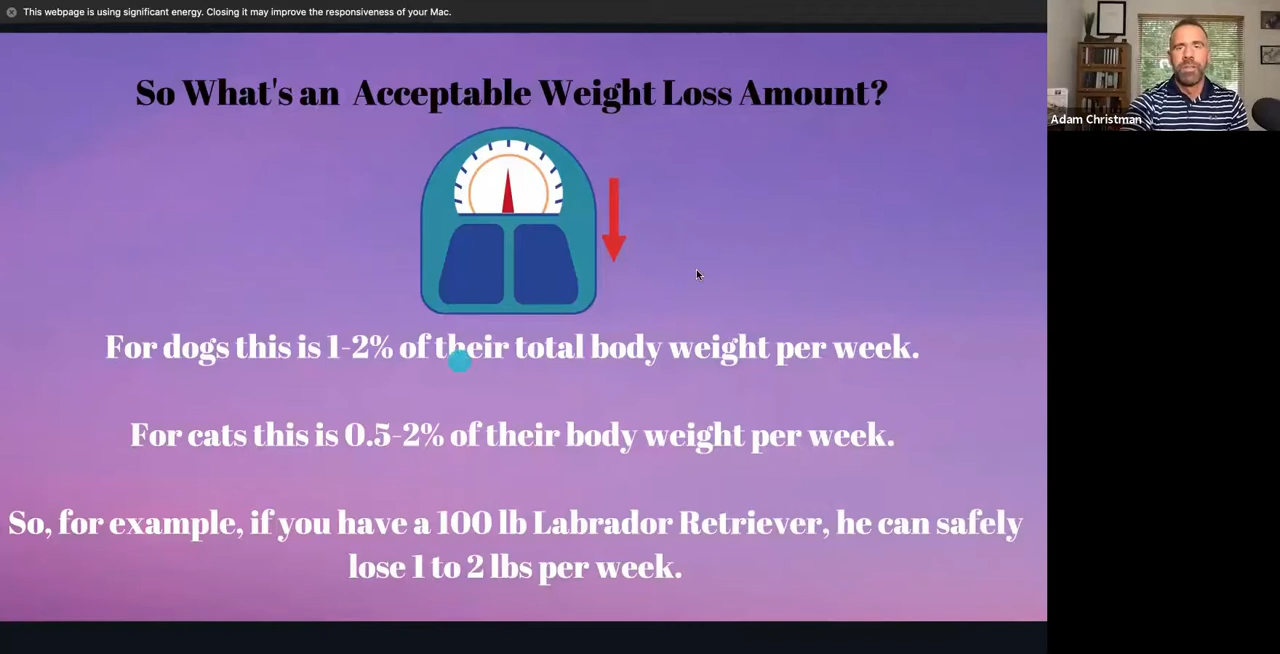 This webpage is using significant energy. Closing it may improve the responsiveness of your Mac.
So What's an Acceptable Weight Loss Amount?
Adam Christman
For dogs this is 1-2% of their total body weight per week.
For cats this is 0.5-2% of their body weight per week.
So, for example, if you have a 100 lb Labrador Retriever, he can safely
lose 1 to 2 lbs per week.